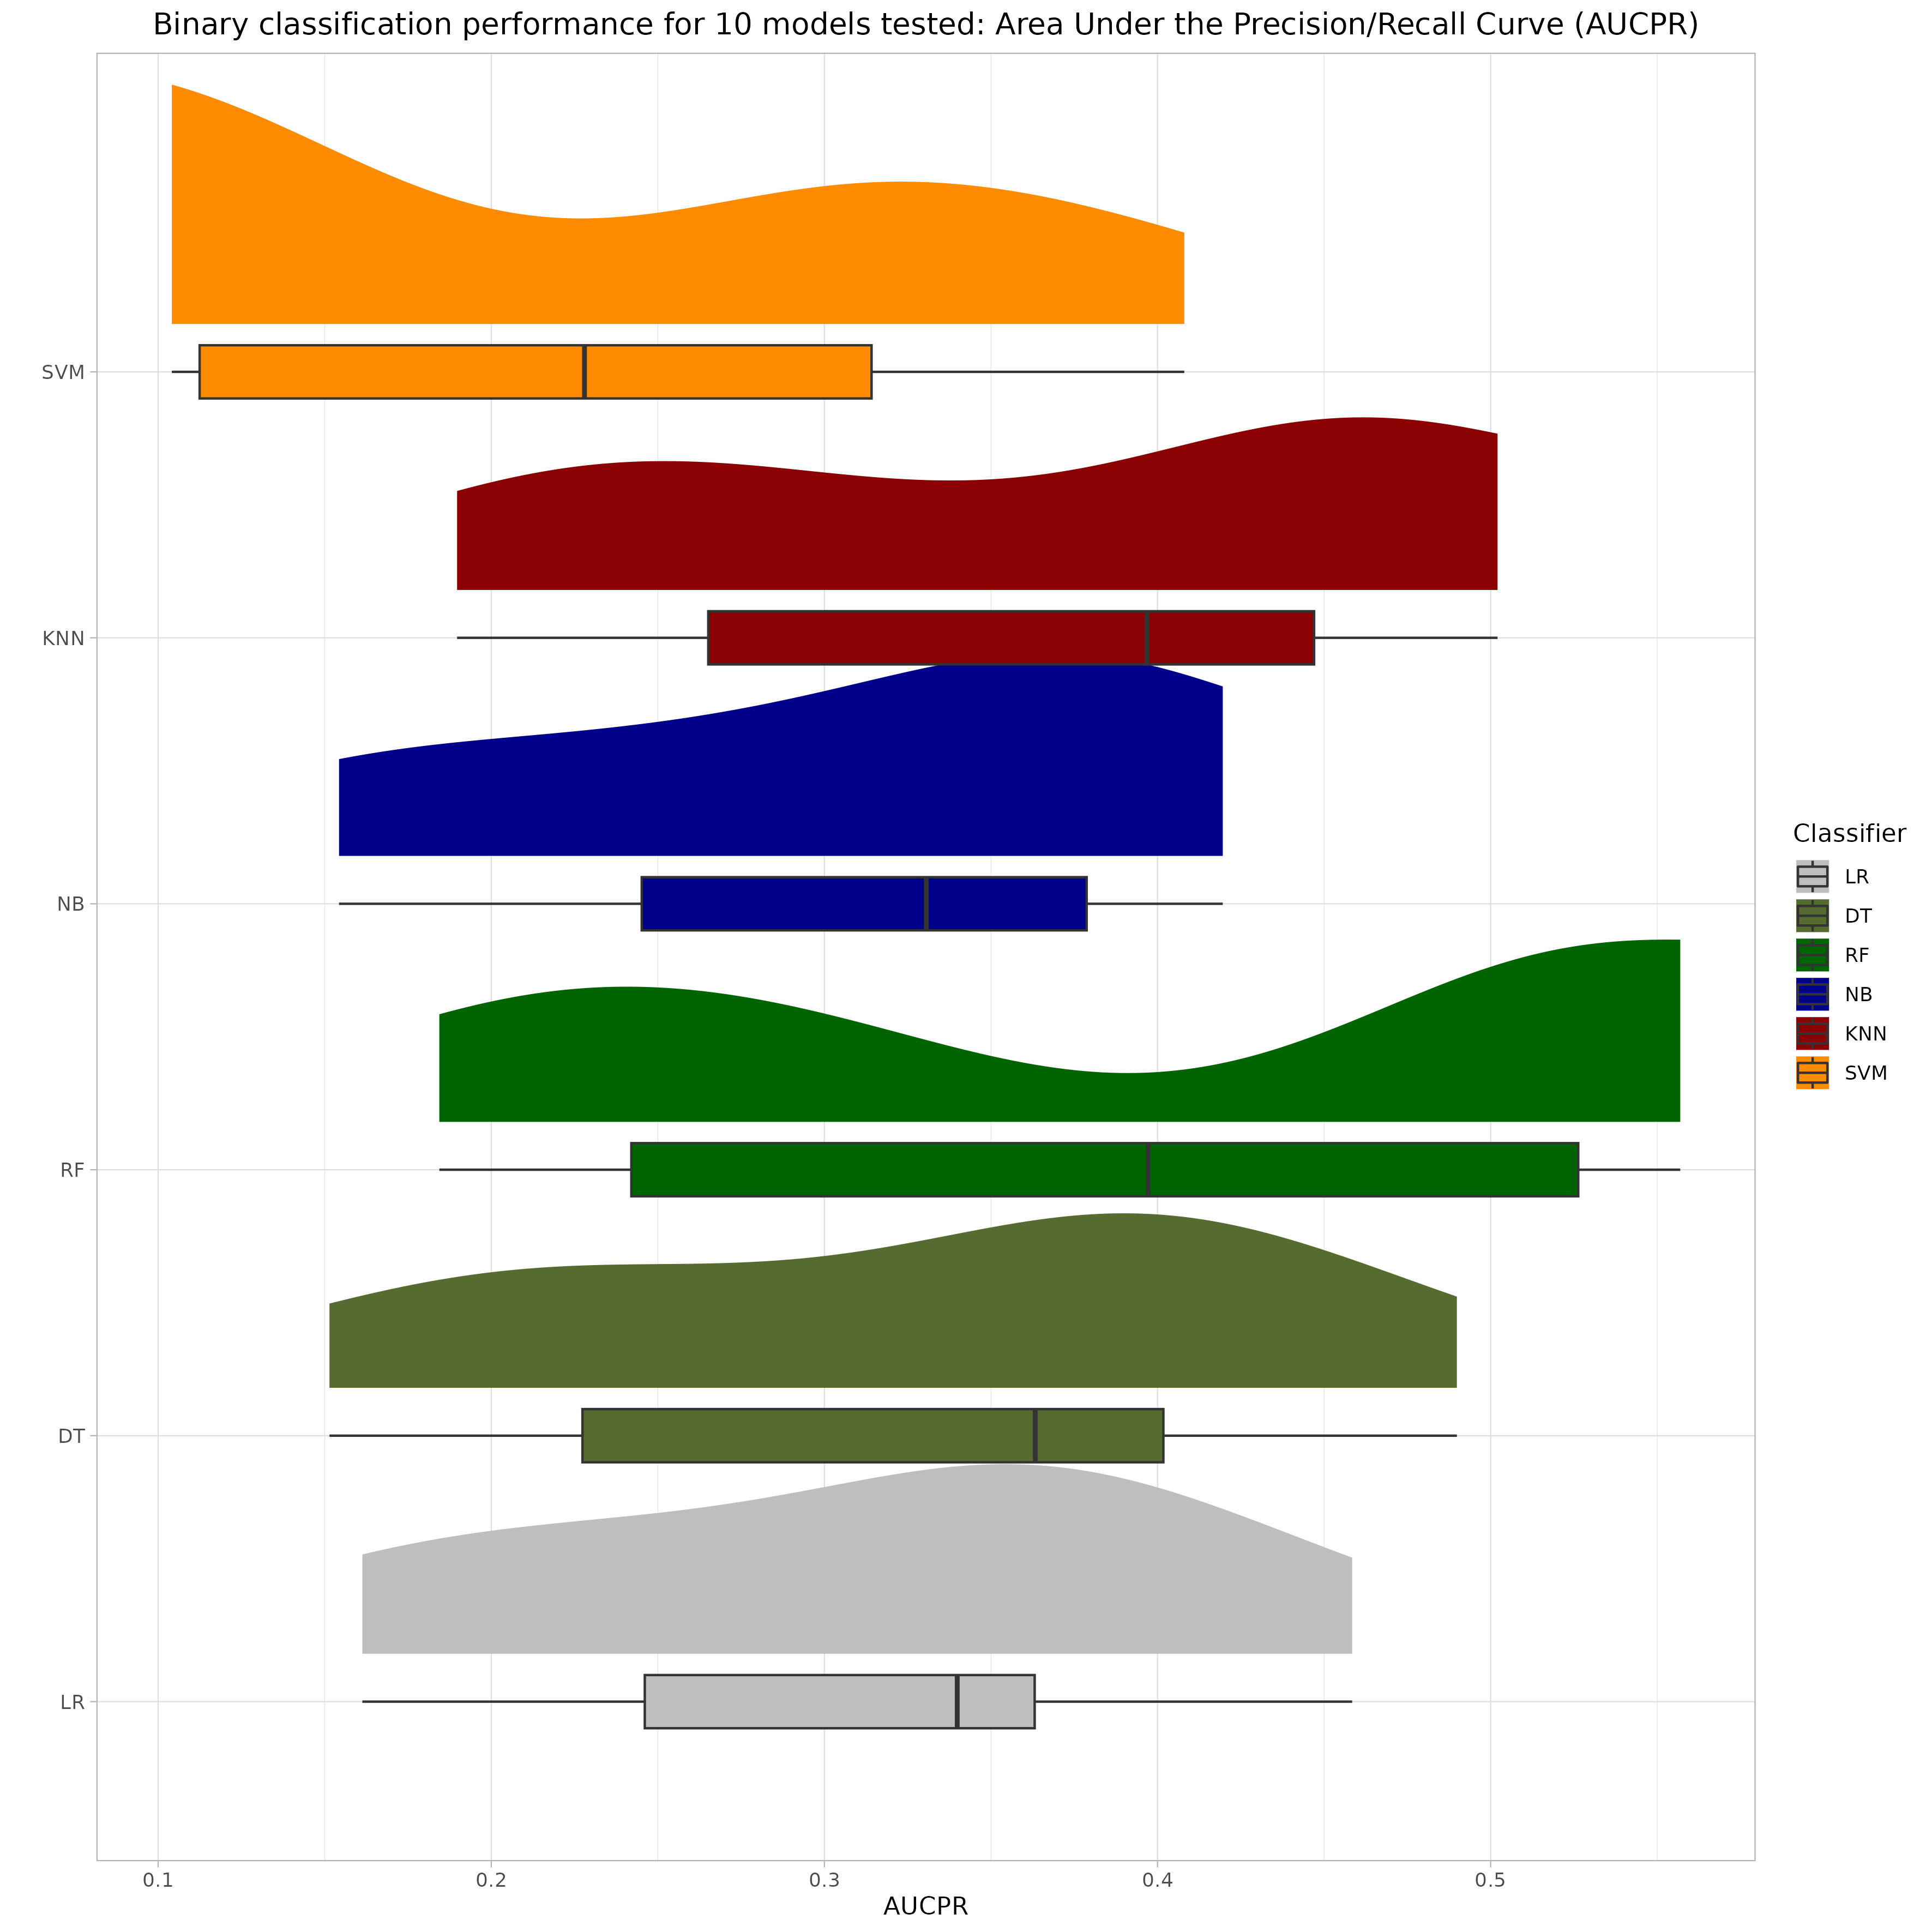 Binary classification performance for 10 models tested: Area Under the Precision/Recall Curve (AUCPR)
SVM
KNN
NB
RF
DT
LR
0.1 0.2 0.3 0.4 0.5
AUCPR
Classifier
LR
DT
RF
NB
KNN
SVM